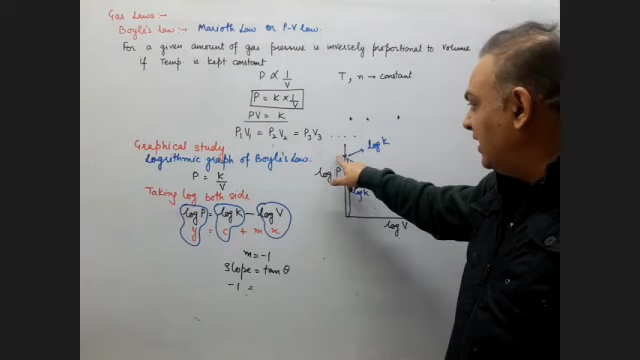 Gas Laws :-
Boyle's Law : Marioth Law or P-V law.
For a given amount of gas pressure is inversely proportional to volume
if Temp. is kept constant
P ∝ 1/V
T, n → constant
P = K × 1/V
PV = K
P₁V₁ = P₂V₂ = P₃V₃ ......
Graphical study
Logrithmic graph of Boyle's Law.
P = K/V
Taking log both side
log P = log K - log V
y = c + m x
m = -1
slope = tan θ
-1 =
log K
log P
log K
log V